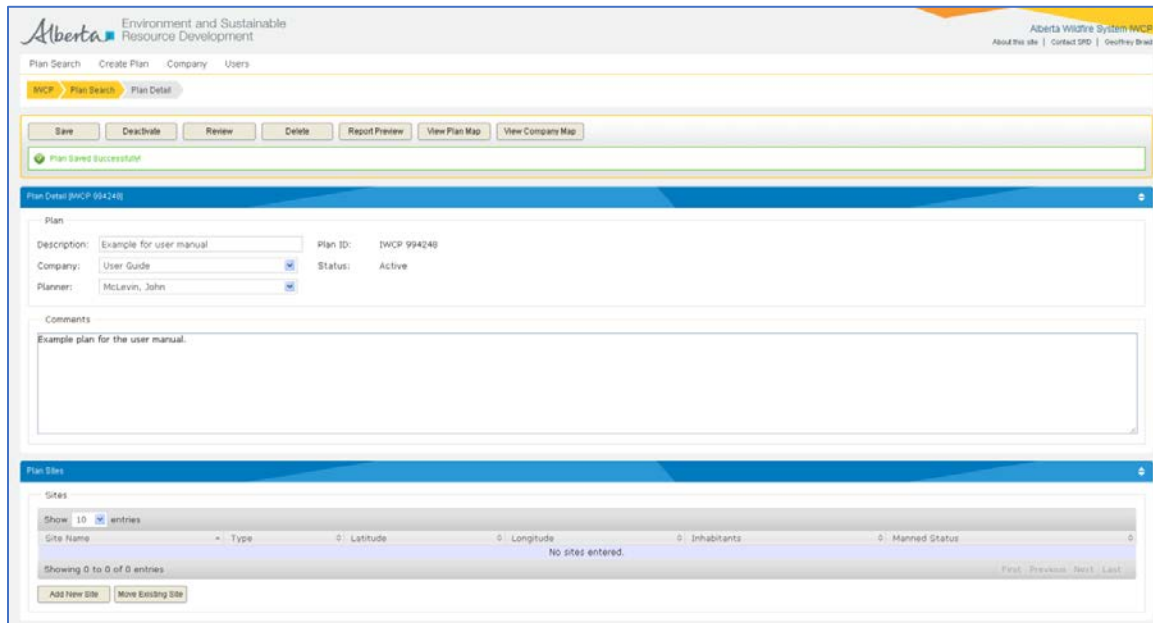 Alberta Environment and Sustainable
Resource Development
Alberta Wildfire System IWCP
About this site | Contact SRD | Geoffrey
Plan Search Create Plan Company Users
IWCP Plan Search Plan Detail
Save Deactivate Review Delete Report Preview View Plan Map View Company Map
Plan Saved Successfully!
Plan Detail [IWCP 994248]
Plan
Description: Example for user manual Plan ID: IWCP 994248
Company: User Guide Status: Active
Planner: McLevin, John
Comments
Example plan for the user manual.
Plan Sites
Sites
Show 10 entries
Site Name Type Latitude Longitude Inhabitants Manned Status
No sites entered.
Showing 0 to 0 of 0 entries First Previous Next Last
Add New Site Move Existing Site